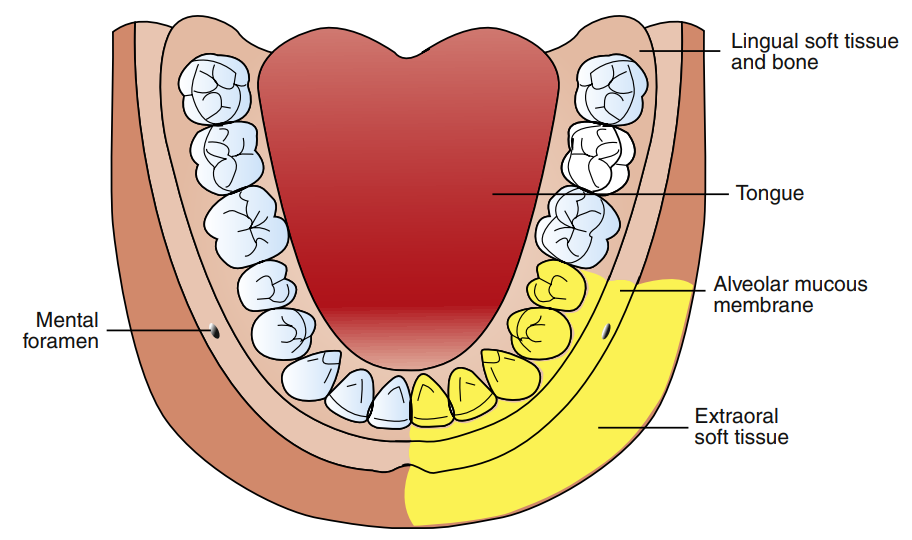 Lingual soft tissue
and bone
Tongue
Alveolar mucous
membrane
Mental
foramen
Extraoral
soft tissue